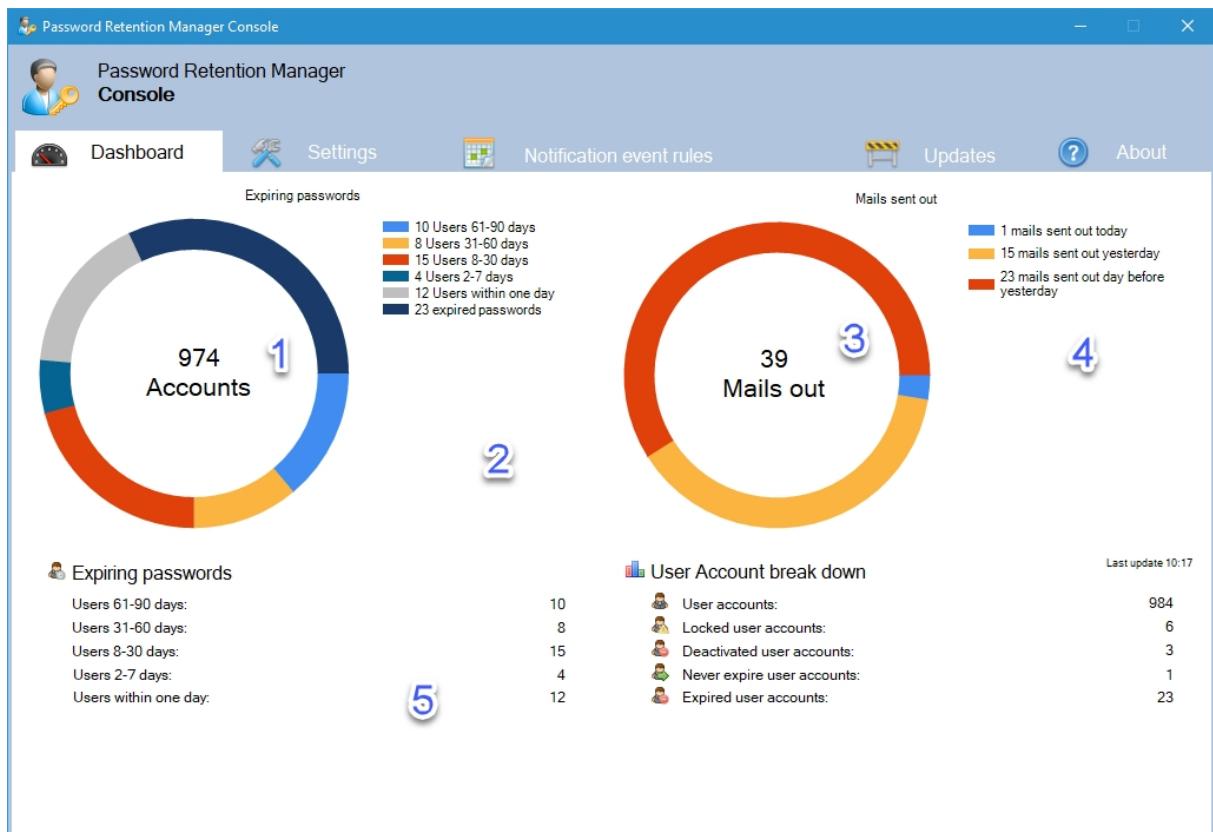 Password Retention Manager Console
Password Retention Manager
Console
Dashboard
Settings
Notification event rules
Updates
About
Expiring passwords
10 Users 61-90 days
8 Users 31-60 days
15 Users 8-30 days
4 Users 2-7 days
12 Users within one day
23 expired passwords
974
Accounts
1
2
Mails sent out
1 mails sent out today
15 mails sent out yesterday
23 mails sent out day before
yesterday
39
Mails out
3
4
Expiring passwords
Users 61-90 days: 10
Users 31-60 days: 8
Users 8-30 days: 15
Users 2-7 days: 4
Users within one day: 12
5
User Account break down
Last update 10:17
User accounts: 984
Locked user accounts: 6
Deactivated user accounts: 3
Never expire user accounts: 1
Expired user accounts: 23